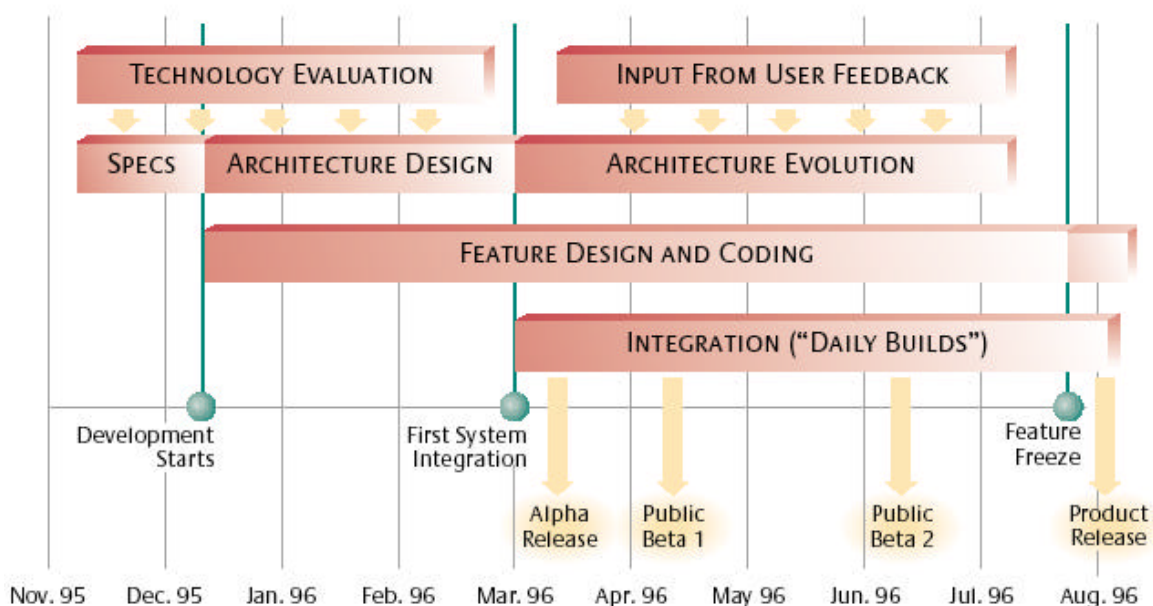 TECHNOLOGY EVALUATION
INPUT FROM USER FEEDBACK
SPECS
ARCHITECTURE DESIGN
ARCHITECTURE EVOLUTION
FEATURE DESIGN AND CODING
INTEGRATION (“DAILY BUILDS”)
Development
Starts
First System
Integration
Feature
Freeze
Alpha
Release
Public
Beta 1
Public
Beta 2
Product
Release
Nov. 95
Dec. 95
Jan. 96
Feb. 96
Mar. 96
Apr. 96
May 96
Jun. 96
Jul. 96
Aug. 96